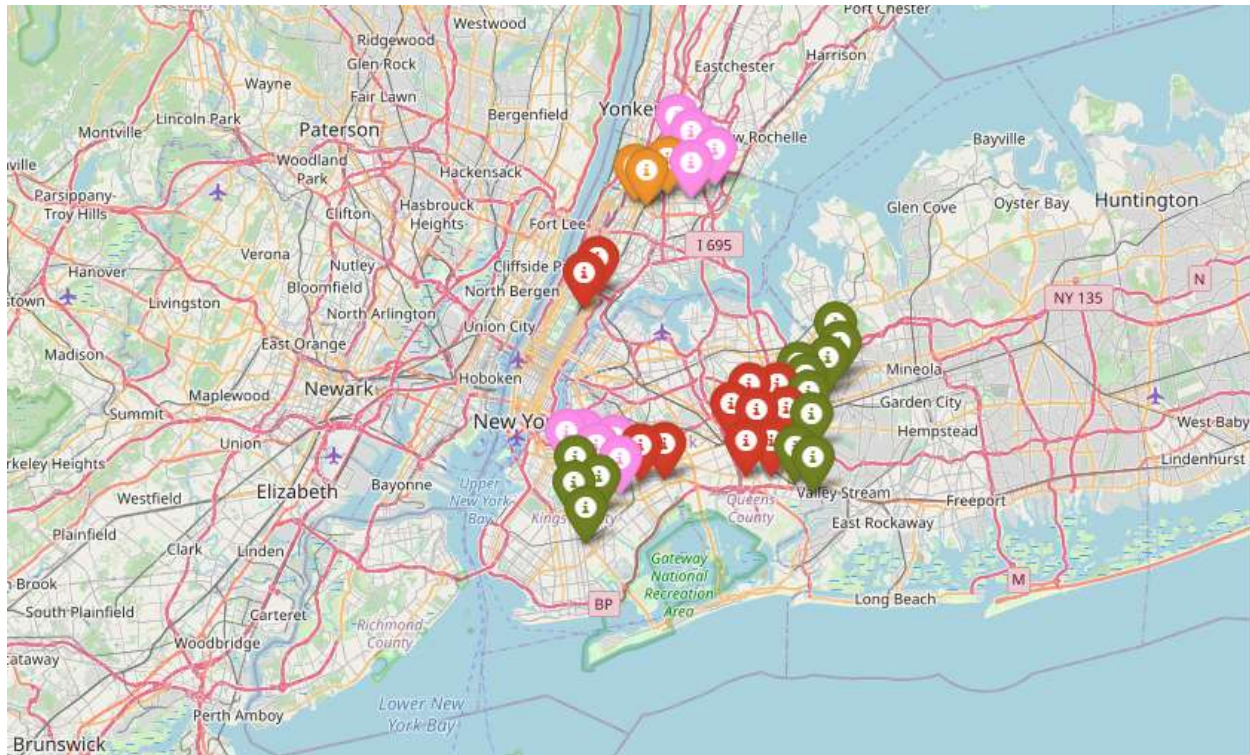 Port Chester
Westwood
Ridgewood
Harrison
Glen Rock
Eastchester
Wayne
Fair Lawn
Yonke
Lincoln Park
Bergenfield
Montville
Paterson
w Rochelle
Bayville
ville
Woodland
Park
Hackensack
Parsippany-
Troy Hills
Hasbrouck
Heights
Glen Cove
Oyster Bay
Huntington
Clifton
Fort Lee
I 695
Verona
Nutley
Cliffside P
Hanover
Bloomfield
North Bergen
N
stown
Livingston
North Arlington
NY 135
Union City
East Orange
Madison
Mineola
Newark
Hoboken
Maplewood
Garden City
Summit
New Yo
West Baby
Union
Hempstead
erkeley Heights
Lindenhurst
Elizabeth
Bayonne
Upper
New York
Bay
Valley Stream
Westfield
Queens
County
Freeport
Kings
ty
East Rockaway
Plainfield
Clark
Linden
Gateway
National
Recreation
Area
M
n Brook
BP
Long Beach
South Plainfield
Carteret
Richmond
County
Woodbridge
cataway
Lower New
York Bay
Perth Amboy
Brunswick